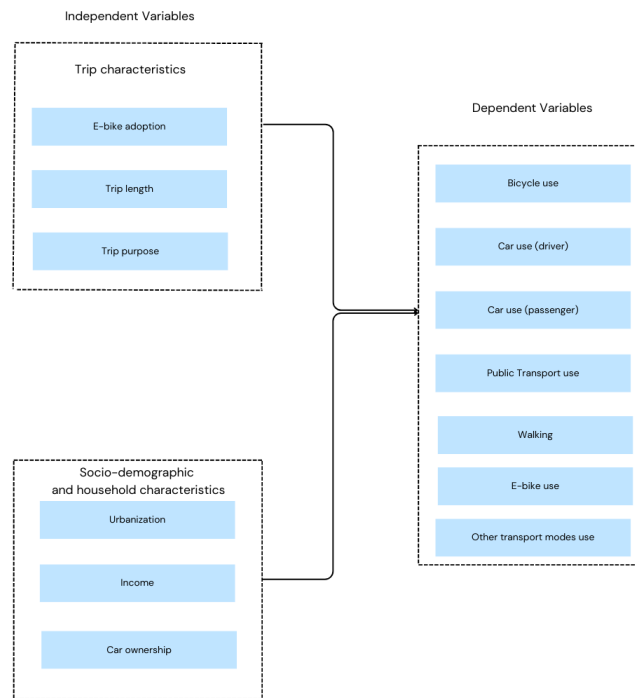 Independent Variables
Trip characteristics
E-bike adoption
Trip length
Trip purpose
Socio-demographic
and household characteristics
Urbanization
Income
Car ownership
Dependent Variables
Bicycle use
Car use (driver)
Car use (passenger)
Public Transport use
Walking
E-bike use
Other transport modes use